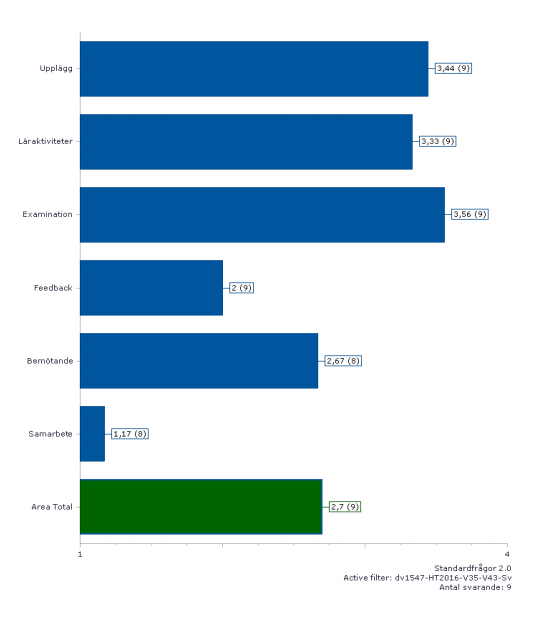 Upplägg 3,44 (9)
Läraktiviteter 3,33 (9)
Examination 3,56 (9)
Feedback 2 (9)
Bemötande 2,67 (8)
Samarbete 1,17 (8)
Area Total 2,7 (9)
1 4
Standardfrågor 2.0
Active filter: dv1547-HT2016-V35-V43-Sv
Antal svarande: 9